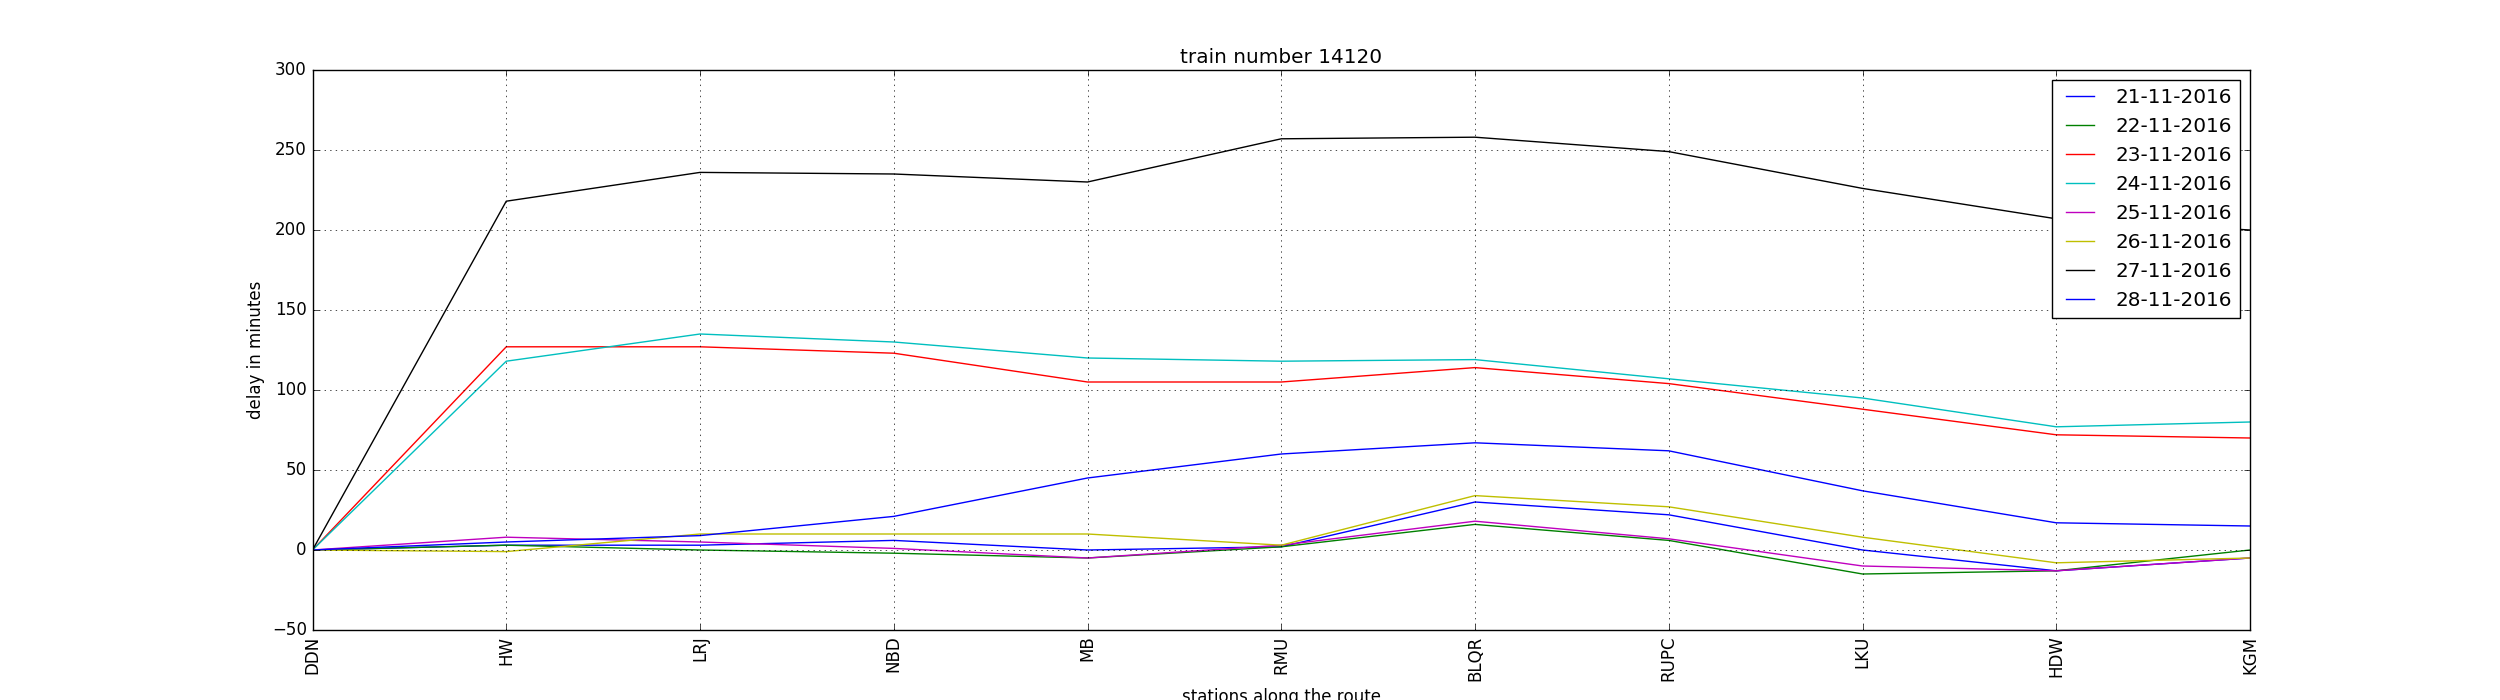 train number 14120
300
250
200
150
100
50
0
−50
delay in minutes
21-11-2016
22-11-2016
23-11-2016
24-11-2016
25-11-2016
26-11-2016
27-11-2016
28-11-2016
DDN
HW
LRJ
NBD
MB
RMU
BLQR
RUPC
LKU
HDW
KGM
stations along the route